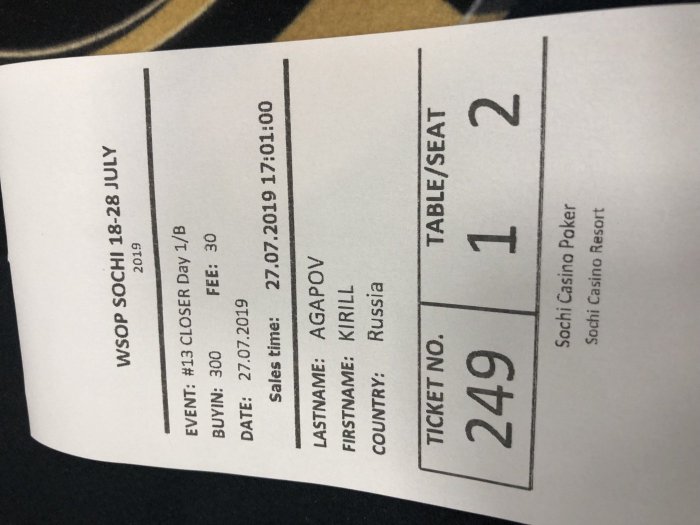 WSOP SOCHI 18-28 JULY
2019
EVENT: #13 CLOSER Day 1/B
BUYIN: 300 FEE: 30
DATE: 27.07.2019
Sales time: 27.07.2019 17:01:00
LASTNAME: AGAPOV
FIRSTNAME: KIRILL
COUNTRY: Russia
TICKET NO. TABLE/SEAT
249 1 2
Sochi Casino Poker
Sochi Casino Resort